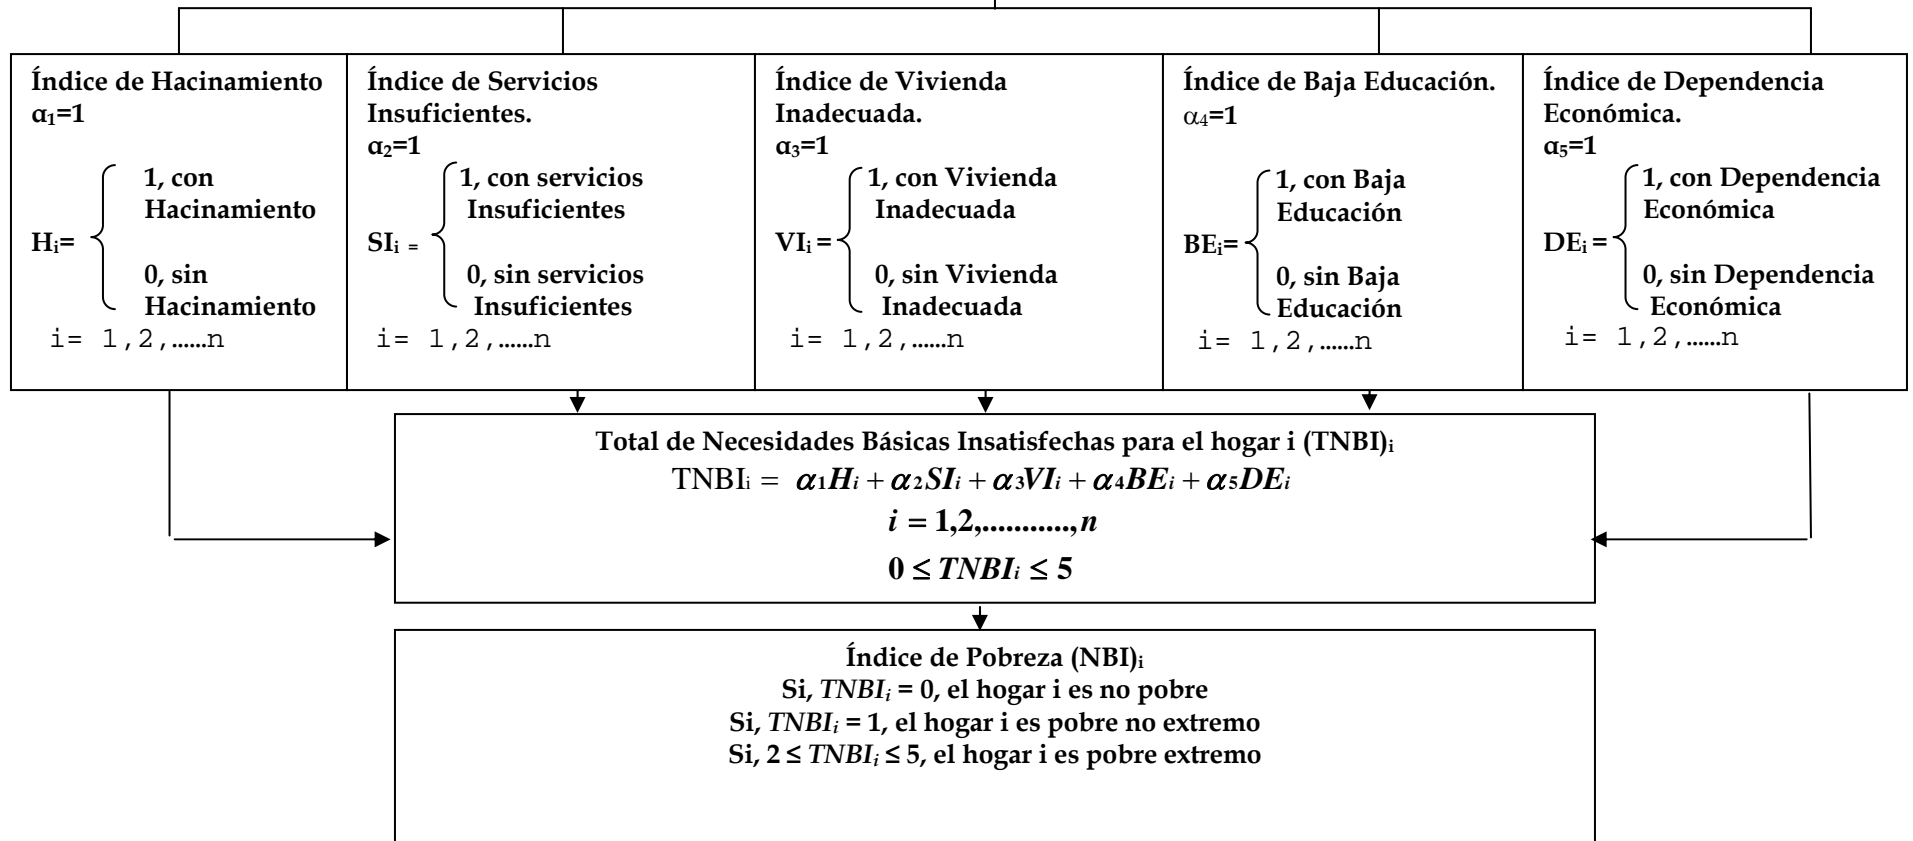 Índice de Hacinamiento
α₁=1
1, con
Hacinamiento
Hᵢ=
0, sin
Hacinamiento
i= 1,2,......n
Índice de Servicios
Insuficientes.
α₂=1
1, con servicios
Insuficientes
SIᵢ =
0, sin servicios
Insuficientes
i= 1,2,......n
Índice de Vivienda
Inadecuada.
α₃=1
1, con Vivienda
Inadecuada
VIᵢ =
0, sin Vivienda
Inadecuada
i= 1,2,......n
Índice de Baja Educación.
α₄=1
1, con Baja
Educación
BEᵢ=
0, sin Baja
Educación
i= 1,2,......n
Índice de Dependencia
Económica.
α₅=1
1, con Dependencia
Económica
DEᵢ =
0, sin Dependencia
Económica
i= 1,2,......n
Total de Necesidades Básicas Insatisfechas para el hogar i (TNBI)ᵢ
TNBIᵢ = α₁Hᵢ + α₂SIᵢ + α₃VIᵢ + α₄BEᵢ + α₅DEᵢ
i = 1,2,...........,n
0 ≤ TNBIᵢ ≤ 5
Índice de Pobreza (NBI)ᵢ
Si, TNBIᵢ = 0, el hogar i es no pobre
Si, TNBIᵢ = 1, el hogar i es pobre no extremo
Si, 2 ≤ TNBIᵢ ≤ 5, el hogar i es pobre extremo